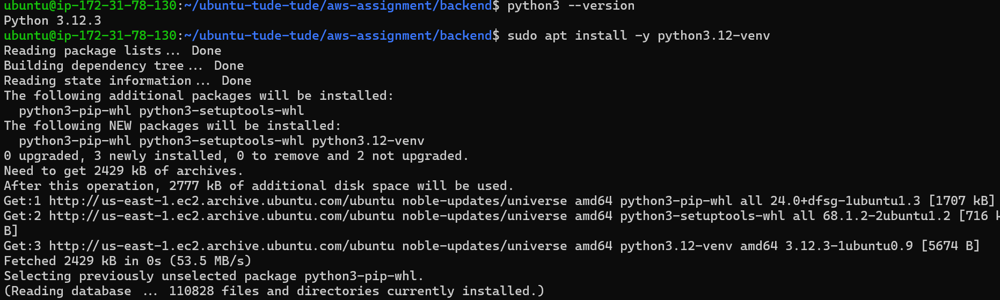 ubuntu@ip-172-31-78-130:~/ubuntu-tude-tude/aws-assignment/backend$ python3 --version
Python 3.12.3
ubuntu@ip-172-31-78-130:~/ubuntu-tude-tude/aws-assignment/backend$ sudo apt install -y python3.12-venv
Reading package lists... Done
Building dependency tree... Done
Reading state information... Done
The following additional packages will be installed:
  python3-pip-whl python3-setuptools-whl
The following NEW packages will be installed:
  python3-pip-whl python3-setuptools-whl python3.12-venv
0 upgraded, 3 newly installed, 0 to remove and 2 not upgraded.
Need to get 2429 kB of archives.
After this operation, 2777 kB of additional disk space will be used.
Get:1 http://us-east-1.ec2.archive.ubuntu.com/ubuntu noble-updates/universe amd64 python3-pip-whl all 24.0+dfsg-1ubuntu1.3 [1707 kB]
Get:2 http://us-east-1.ec2.archive.ubuntu.com/ubuntu noble-updates/universe amd64 python3-setuptools-whl all 68.1.2-2ubuntu1.2 [716 k
B]
Get:3 http://us-east-1.ec2.archive.ubuntu.com/ubuntu noble-updates/universe amd64 python3.12-venv amd64 3.12.3-1ubuntu0.9 [5674 B]
Fetched 2429 kB in 0s (53.5 MB/s)
Selecting previously unselected package python3-pip-whl.
(Reading database ... 110828 files and directories currently installed.)